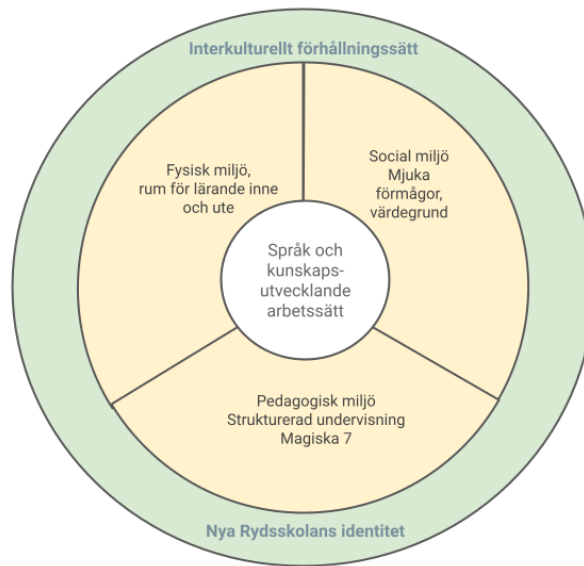 Interkulturellt förhållningssätt
Fysisk miljö,
rum för lärande inne
och ute
Social miljö
Mjuka
förmågor,
värdegrund
Språk och
kunskaps-
utvecklande
arbetssätt
Pedagogisk miljö
Strukturerad undervisning
Magiska 7
Nya Rydsskolans identitet